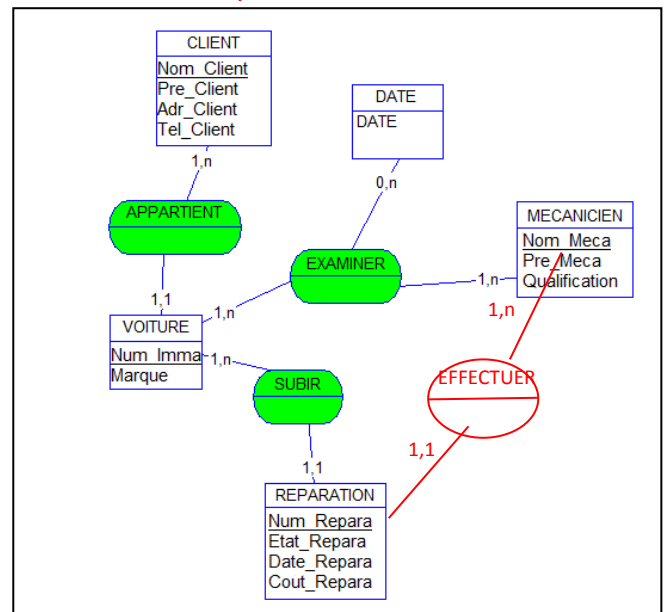 CLIENT
Nom_Client
Pre_Client
Adr_Client
Tel_Client
DATE
DATE
1,n
0,n
APPARTIENT
MECANICIEN
Nom_Meca
Pre_Meca
Qualification
EXAMINER
1,n
1,1
1,n
1,n
VOITURE
Num_Imma
Marque
1,n
EFFECTUER
SUBIR
1,1
1,1
REPARATION
Num_Repara
Etat_Repara
Date_Repara
Cout_Repara